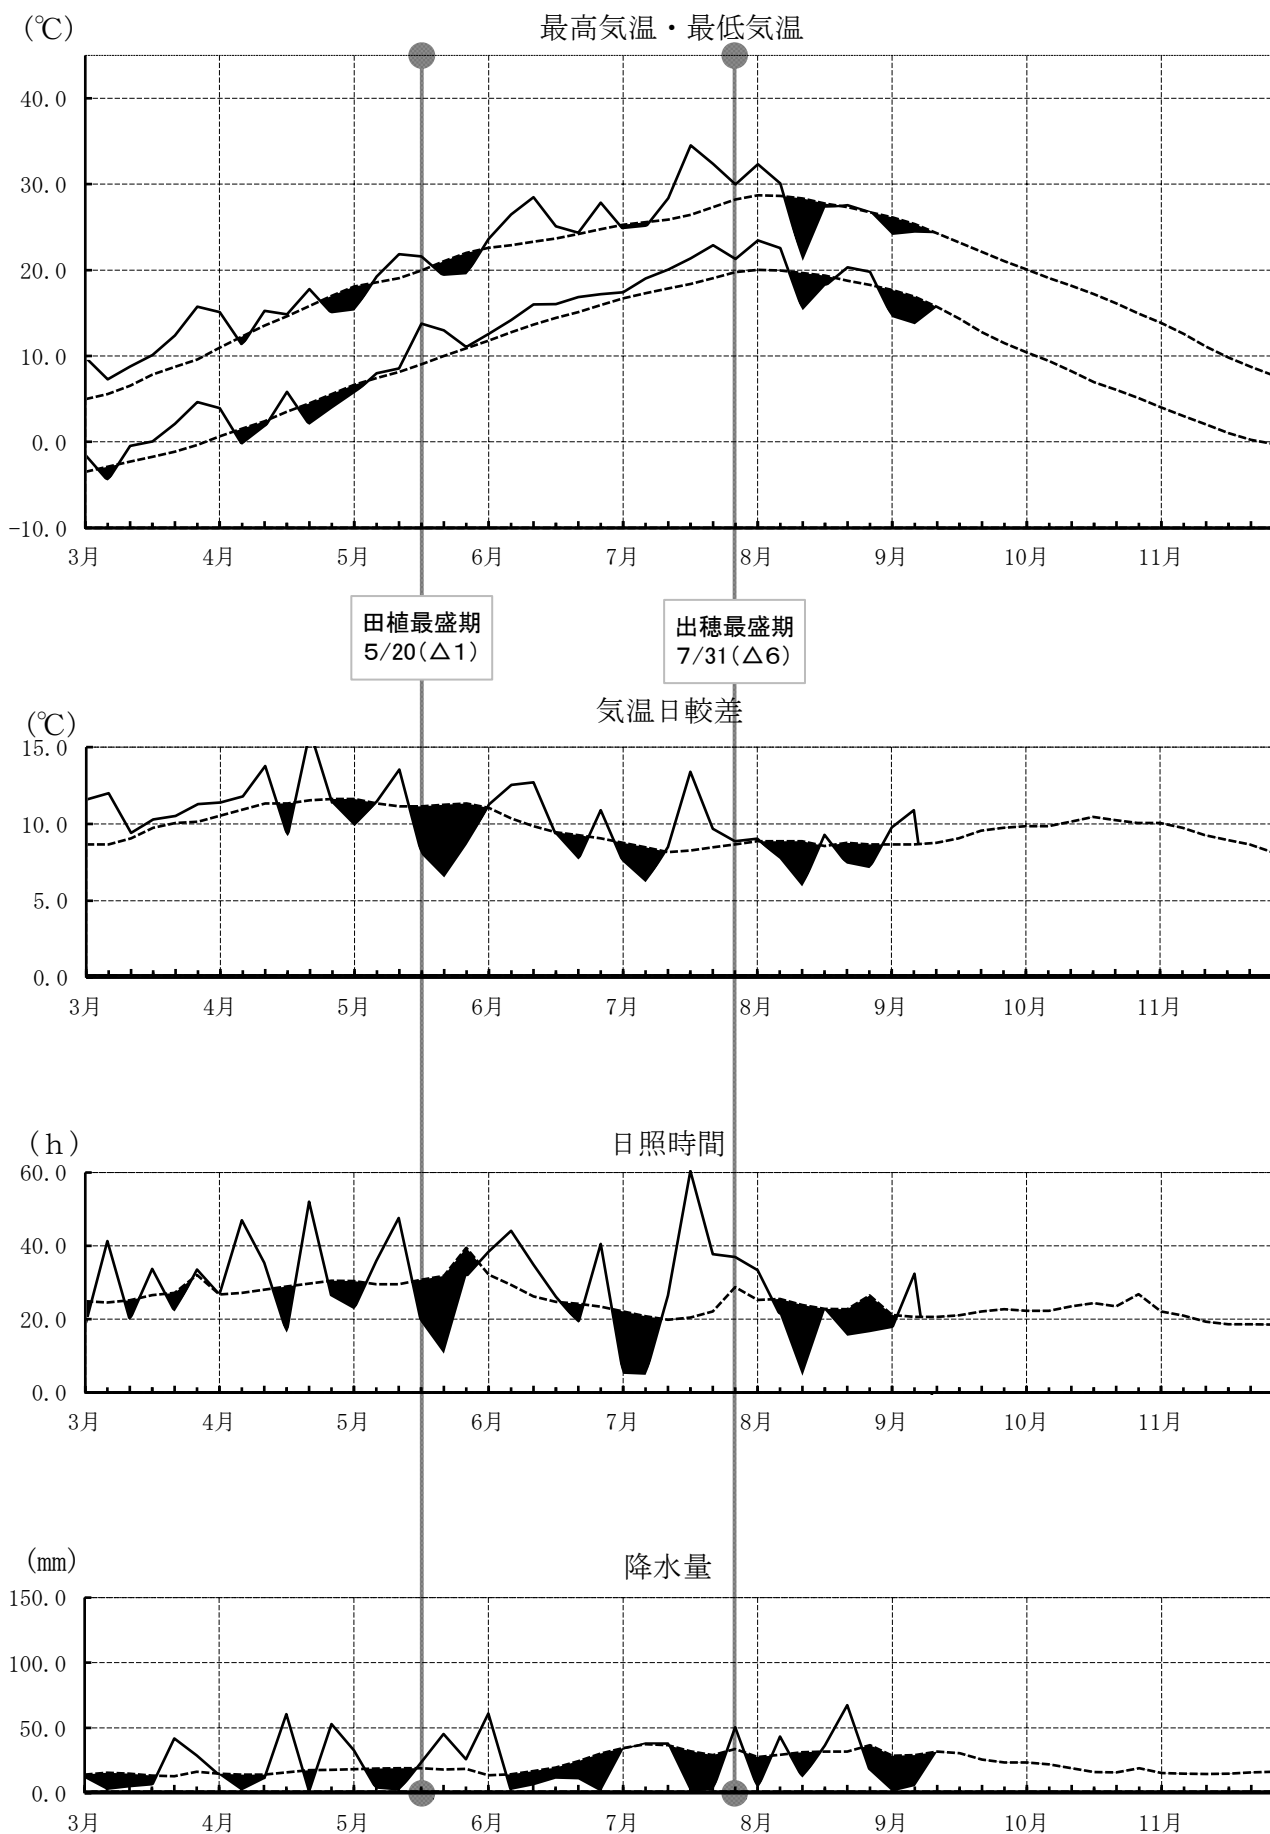 (℃)
最高気温・最低気温
40.0
30.0
20.0
10.0
0.0
-10.0
3月 4月 5月 6月 7月 8月 9月 10月 11月
田植最盛期
5/20(△1)
出穂最盛期
7/31(△6)
気温日較差
(℃)
15.0
10.0
5.0
0.0
3月 4月 5月 6月 7月 8月 9月 10月 11月
(h)
日照時間
60.0
40.0
20.0
0.0
3月 4月 5月 6月 7月 8月 9月 10月 11月
(mm)
降水量
150.0
100.0
50.0
0.0
3月 4月 5月 6月 7月 8月 9月 10月 11月